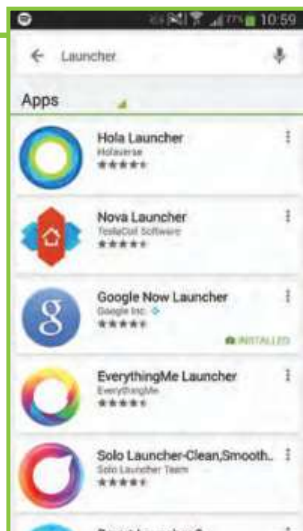 77% 10:59
Launcher
Apps
Hola Launcher
Holaverse
Nova Launcher
TeslaCoil Software
Google Now Launcher
Google Inc.
INSTALLED
EverythingMe Launcher
EverythingMe
Solo Launcher-Clean,Smooth..
Solo Launcher Team